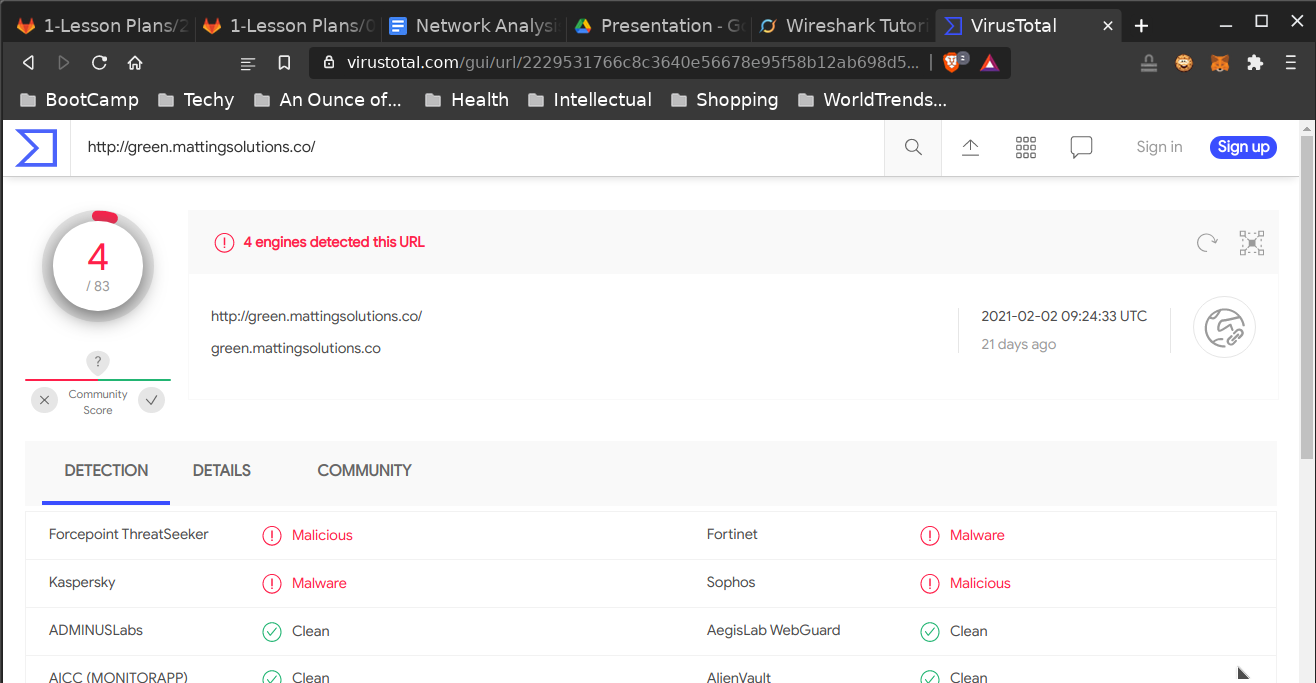 1-Lesson Plans/2 1-Lesson Plans/0 Network Analysi Presentation - Go Wireshark Tutori VirusTotal
virustotal.com/gui/url/2229531766c8c3640e56678e95f58b12ab698d5... 3
BootCamp Techy An Ounce of... Health Intellectual Shopping WorldTrends...
http://green.mattingsolutions.co/ Sign in Sign up
4
/ 83
4 engines detected this URL
http://green.mattingsolutions.co/ 2021-02-02 09:24:33 UTC
green.mattingsolutions.co 21 days ago
?
Community
Score
DETECTION DETAILS COMMUNITY
Forcepoint ThreatSeeker Malicious Fortinet Malware
Kaspersky Malware Sophos Malicious
ADMINUSLabs Clean AegisLab WebGuard Clean
AICC (MONITORAPP) Clean AlienVault Clean